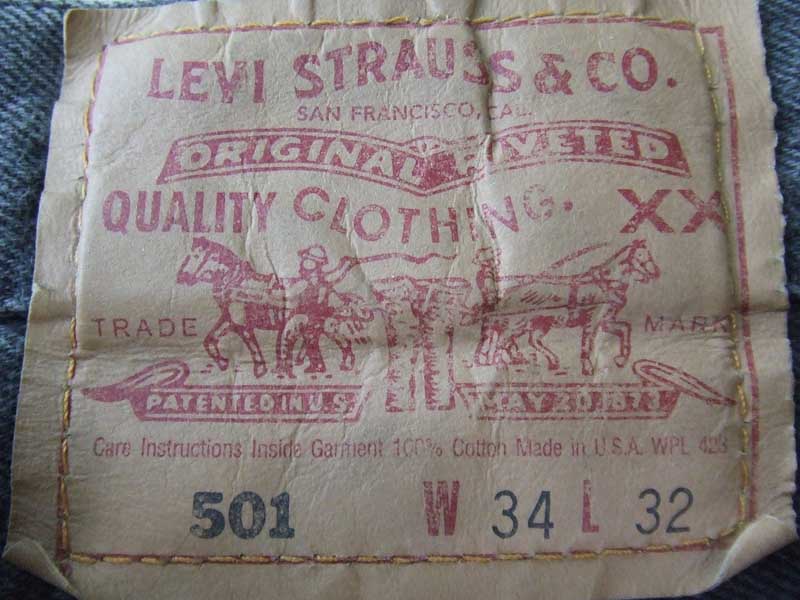 LEVI STRAUSS & CO.
SAN FRANCISCO, CAL.
ORIGINAL RIVETED
QUALITY CLOTHING. XX
TRADE MARK
PATENTED IN U.S. MAY 20 1873
Care Instructions Inside Garment 100% Cotton Made in U.S.A. WPL 423
501 W 34 L 32